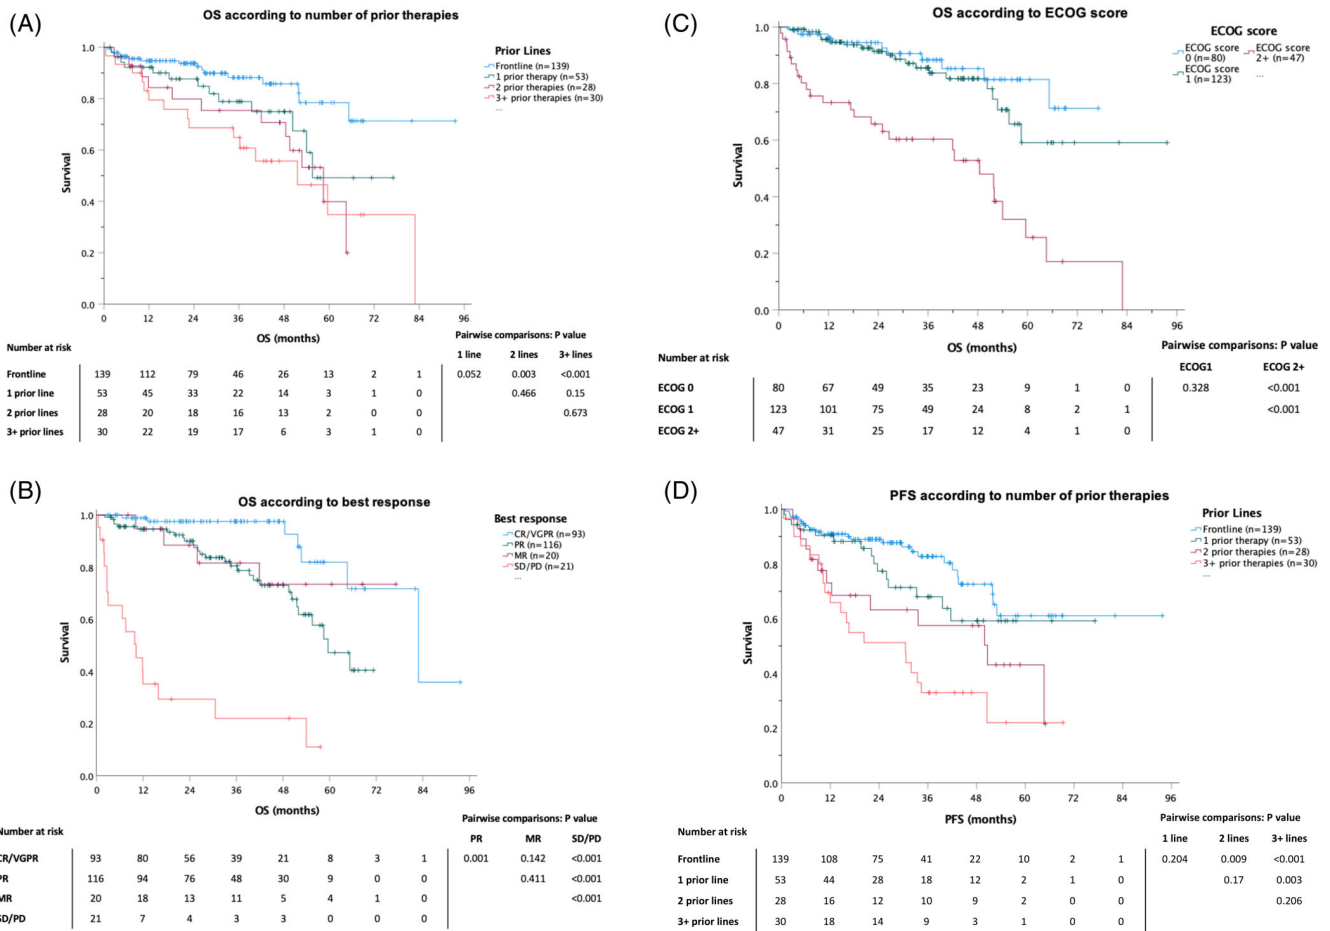 (A)
OS according to number of prior therapies
Prior Lines
Frontline (n=139)
1 prior therapy (n=53)
2 prior therapies (n=28)
3+ prior therapies (n=30)
...
Survival
1.0
0.8
0.6
0.4
0.2
0.0
0 12 24 36 48 60 72 84 96
OS (months)
Pairwise comparisons: P value
Number at risk
1 line 2 lines 3+ lines
Frontline 139 112 79 46 26 13 2 1 0.052 0.003 <0.001
1 prior line 53 45 33 22 14 3 1 0 0.466 0.15
2 prior lines 28 20 18 16 13 2 0 0 0.673
3+ prior lines 30 22 19 17 6 3 1 0
(C)
OS according to ECOG score
ECOG score
ECOG score 0 (n=80)
ECOG score 2+ (n=47)
ECOG score 1 (n=123)
...
Survival
1.0
0.8
0.6
0.4
0.2
0.0
0 12 24 36 48 60 72 84 96
OS (months)
Pairwise comparisons: P value
Number at risk
ECOG1 ECOG 2+
ECOG 0 80 67 49 35 23 9 1 0 0.328 <0.001
ECOG 1 123 101 75 49 24 8 2 1 <0.001
ECOG 2+ 47 31 25 17 12 4 1 0
(B)
OS according to best response
Best response
CR/VGPR (n=93)
PR (n=116)
MR (n=20)
SD/PD (n=21)
...
Survival
1.0
0.8
0.6
0.4
0.2
0.0
0 12 24 36 48 60 72 84 96
OS (months)
Pairwise comparisons: P value
Number at risk
PR MR SD/PD
CR/VGPR 93 80 56 39 21 8 3 1 0.001 0.142 <0.001
PR 116 94 76 48 30 9 0 0 0.411 <0.001
MR 20 18 13 11 5 4 1 0 <0.001
SD/PD 21 7 4 3 3 0 0 0
(D)
PFS according to number of prior therapies
Prior Lines
Frontline (n=139)
1 prior therapy (n=53)
2 prior therapies (n=28)
3+ prior therapies (n=30)
...
Survival
1.0
0.8
0.6
0.4
0.2
0.0
0 12 24 36 48 60 72 84 96
PFS (months)
Pairwise comparisons: P value
Number at risk
1 line 2 lines 3+ lines
Frontline 139 108 75 41 22 10 2 1 0.204 0.009 <0.001
1 prior line 53 44 28 18 12 2 1 0 0.17 0.003
2 prior lines 28 16 12 10 9 2 0 0 0.206
3+ prior lines 30 18 14 9 3 1 0 0